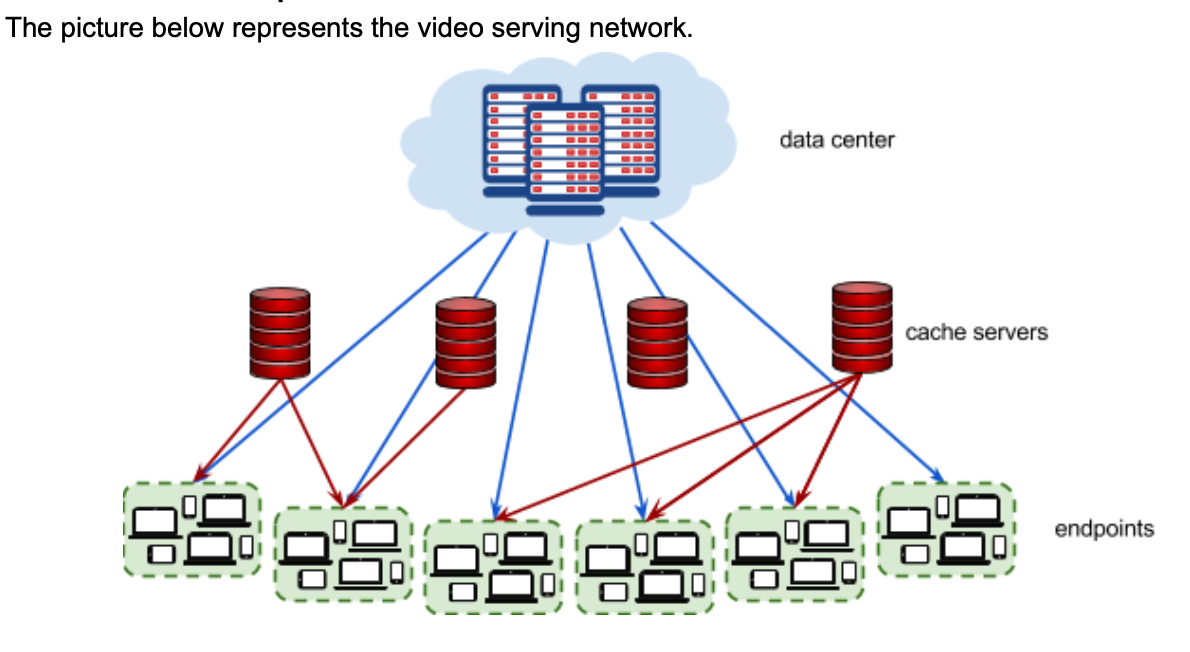 The picture below represents the video serving network.
data center
cache servers
endpoints